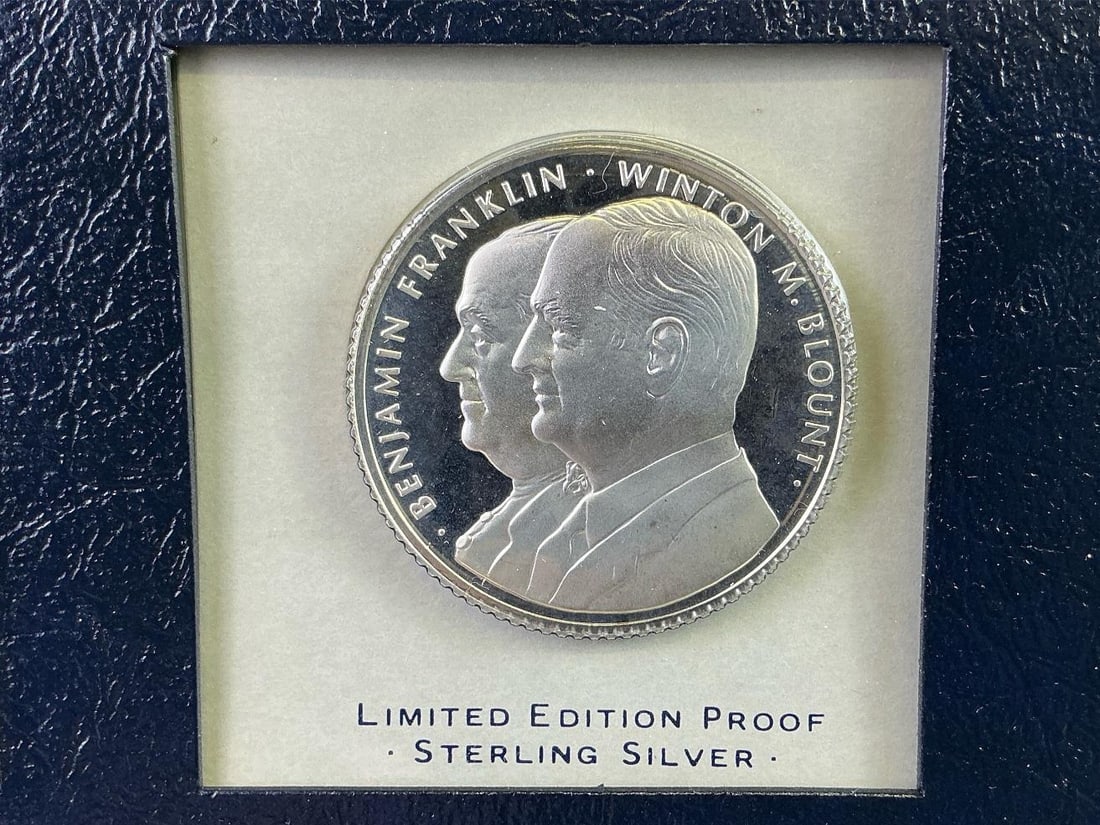 · BENJAMIN FRANKLIN · WINTON M. BLOUNT ·
LIMITED EDITION PROOF
· STERLING SILVER ·